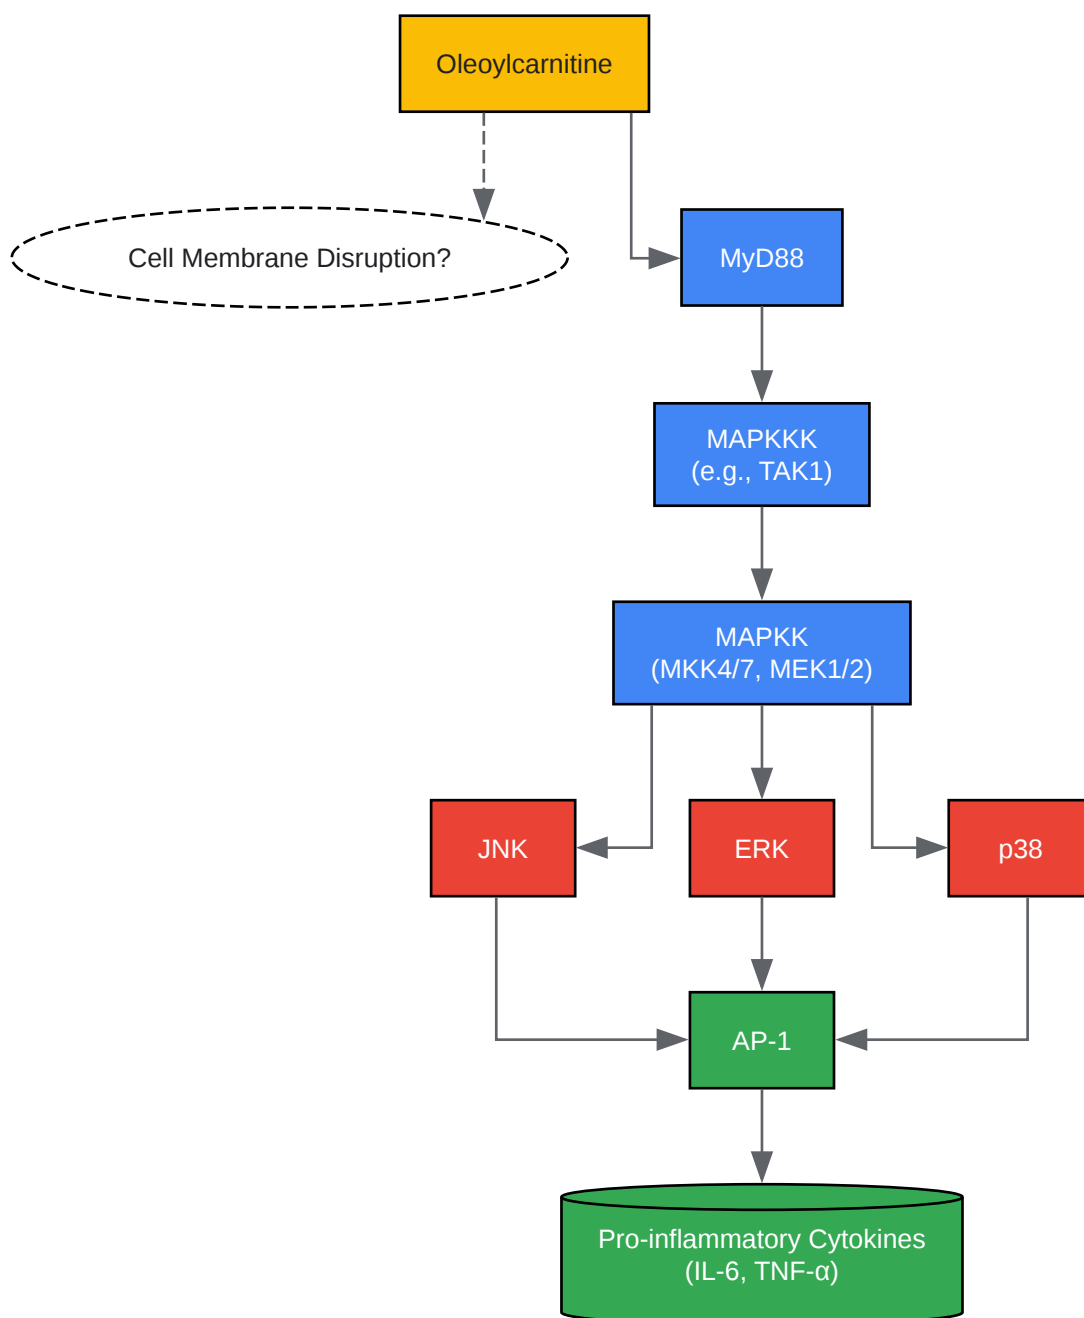 Oleoylcarnitine
Cell Membrane Disruption?
MyD88
MAPKKK
(e.g., TAK1)
MAPKK
(MKK4/7, MEK1/2)
JNK
ERK
p38
AP-1
Pro-inflammatory Cytokines
(IL-6, TNF-α)